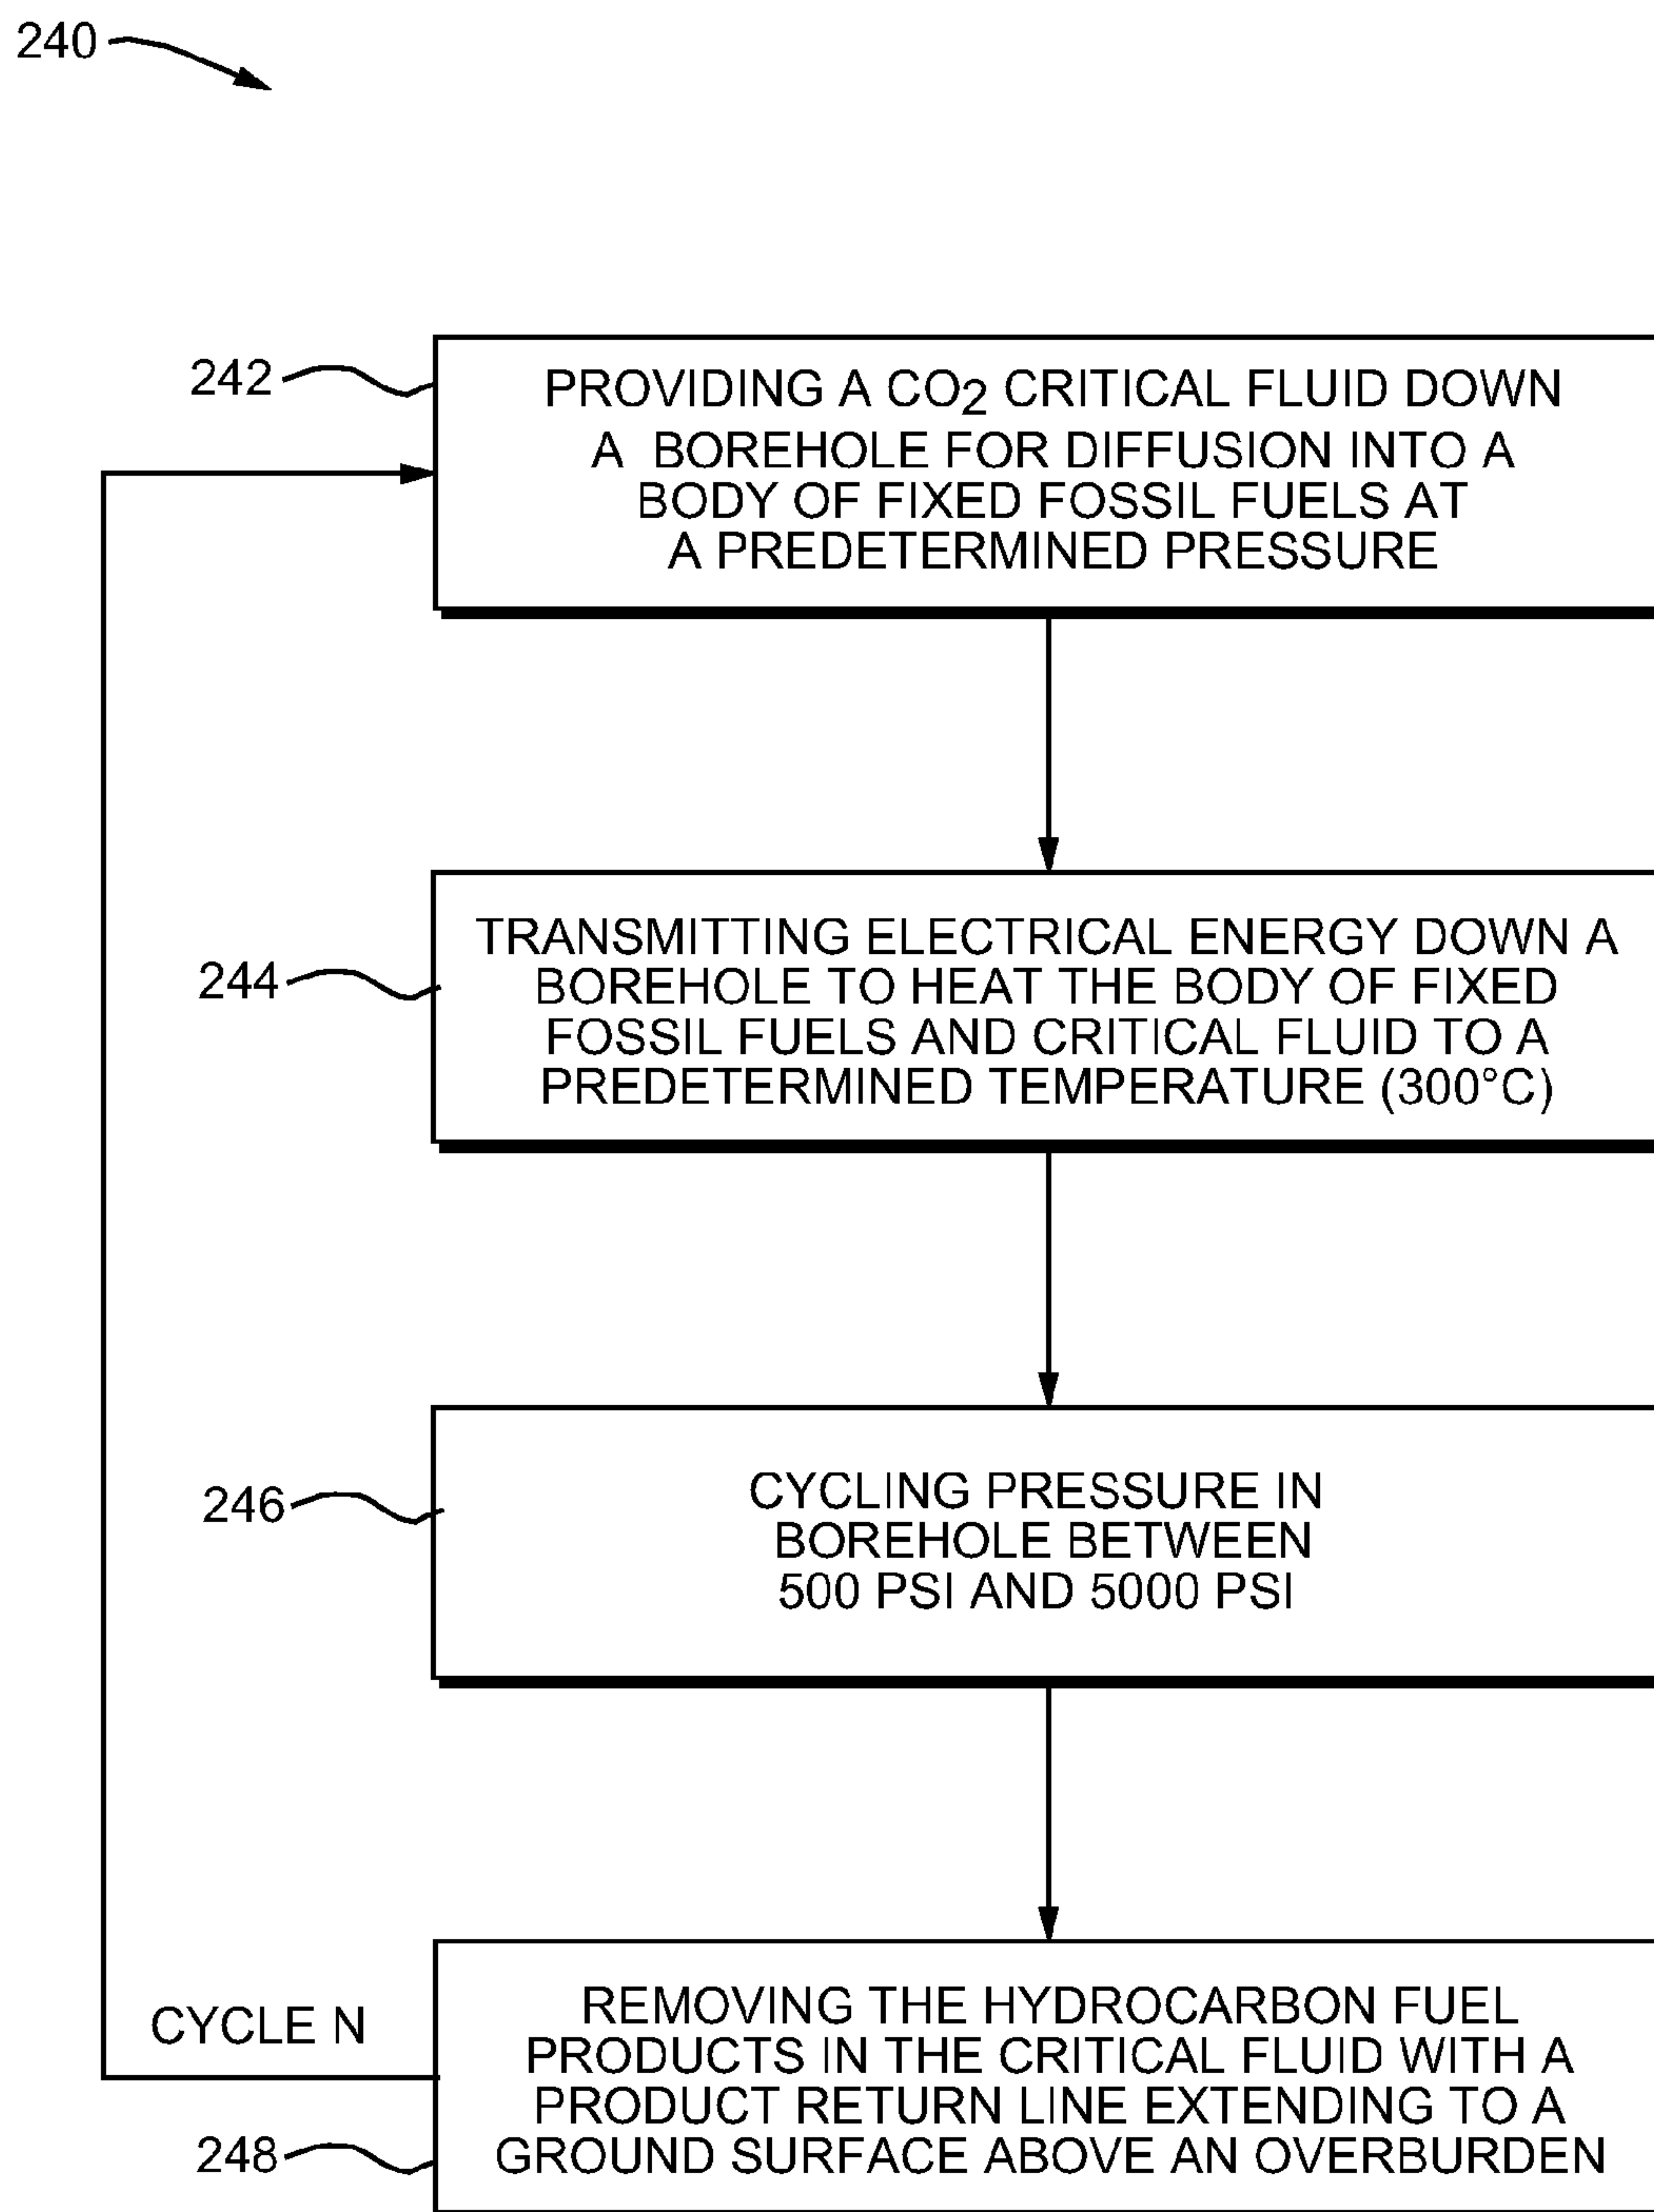 240
242
PROVIDING A CO2 CRITICAL FLUID DOWN
A BOREHOLE FOR DIFFUSION INTO A
BODY OF FIXED FOSSIL FUELS AT
A PREDETERMINED PRESSURE
244
TRANSMITTING ELECTRICAL ENERGY DOWN A
BOREHOLE TO HEAT THE BODY OF FIXED
FOSSIL FUELS AND CRITICAL FLUID TO A
PREDETERMINED TEMPERATURE (300°C)
246
CYCLING PRESSURE IN
BOREHOLE BETWEEN
500 PSI AND 5000 PSI
CYCLE N
248
REMOVING THE HYDROCARBON FUEL
PRODUCTS IN THE CRITICAL FLUID WITH A
PRODUCT RETURN LINE EXTENDING TO A
GROUND SURFACE ABOVE AN OVERBURDEN